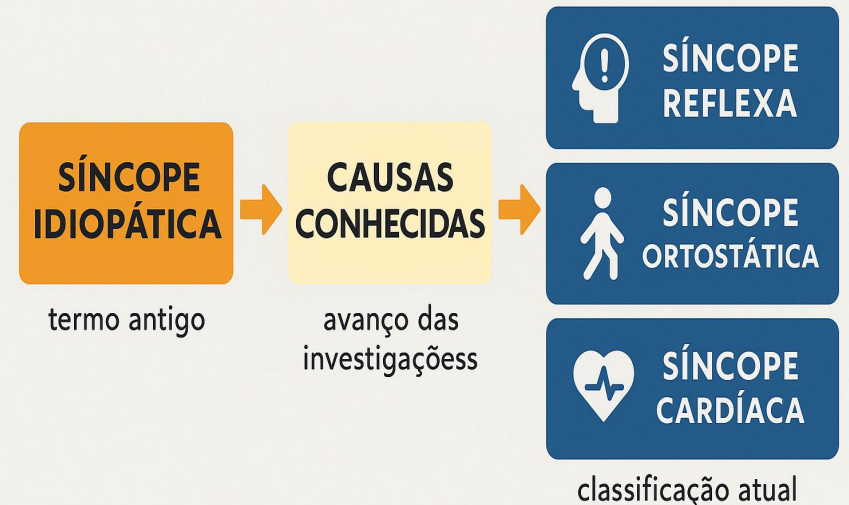 SÍNCOPE
IDIOPÁTICA
termo antigo
CAUSAS
CONHECIDAS
avanço das
investigaçõess
SÍNCOPE
REFLEXA
SÍNCOPE
ORTOSTÁTICA
SÍNCOPE
CARDÍACA
classificação atual